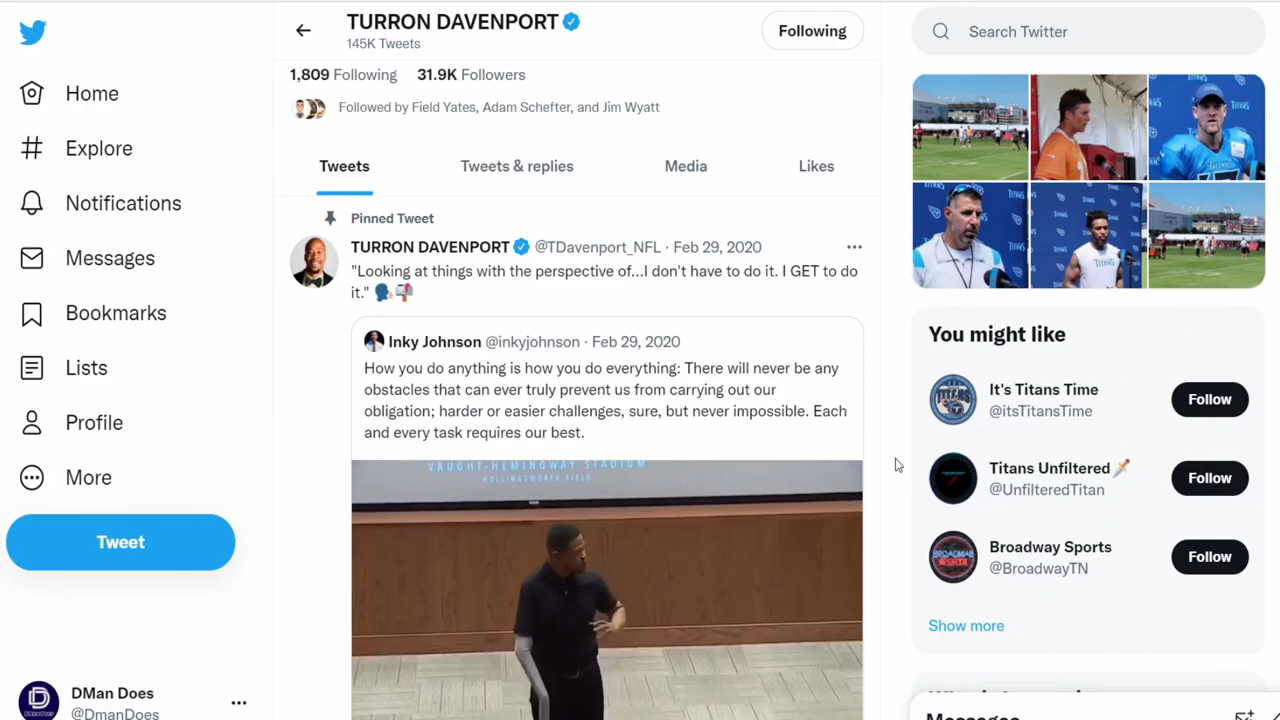 TURRON DAVENPORT
145K Tweets
Following
Search Twitter
1,809 Following 31.9K Followers
Followed by Field Yates, Adam Schefter, and Jim Wyatt
Home
Explore
Notifications
Messages
Bookmarks
Lists
Profile
More
Tweet
DMan Does
@DmanDoes
Tweets Tweets & replies Media Likes
Pinned Tweet
TURRON DAVENPORT @TDavenport_NFL · Feb 29, 2020
"Looking at things with the perspective of...I don't have to do it. I GET to do
it."
Inky Johnson @inkyjohnson · Feb 29, 2020
How you do anything is how you do everything: There will never be any
obstacles that can ever truly prevent us from carrying out our
obligation; harder or easier challenges, sure, but never impossible. Each
and every task requires our best.
VAUGHT-HEMINGWAY STADIUM
HOLLINGSWORTH FIELD
You might like
It's Titans Time
@itsTitansTime
Follow
Titans Unfiltered
@UnfilteredTitan
Follow
Broadway Sports
@BroadwayTN
Follow
Show more
Messages